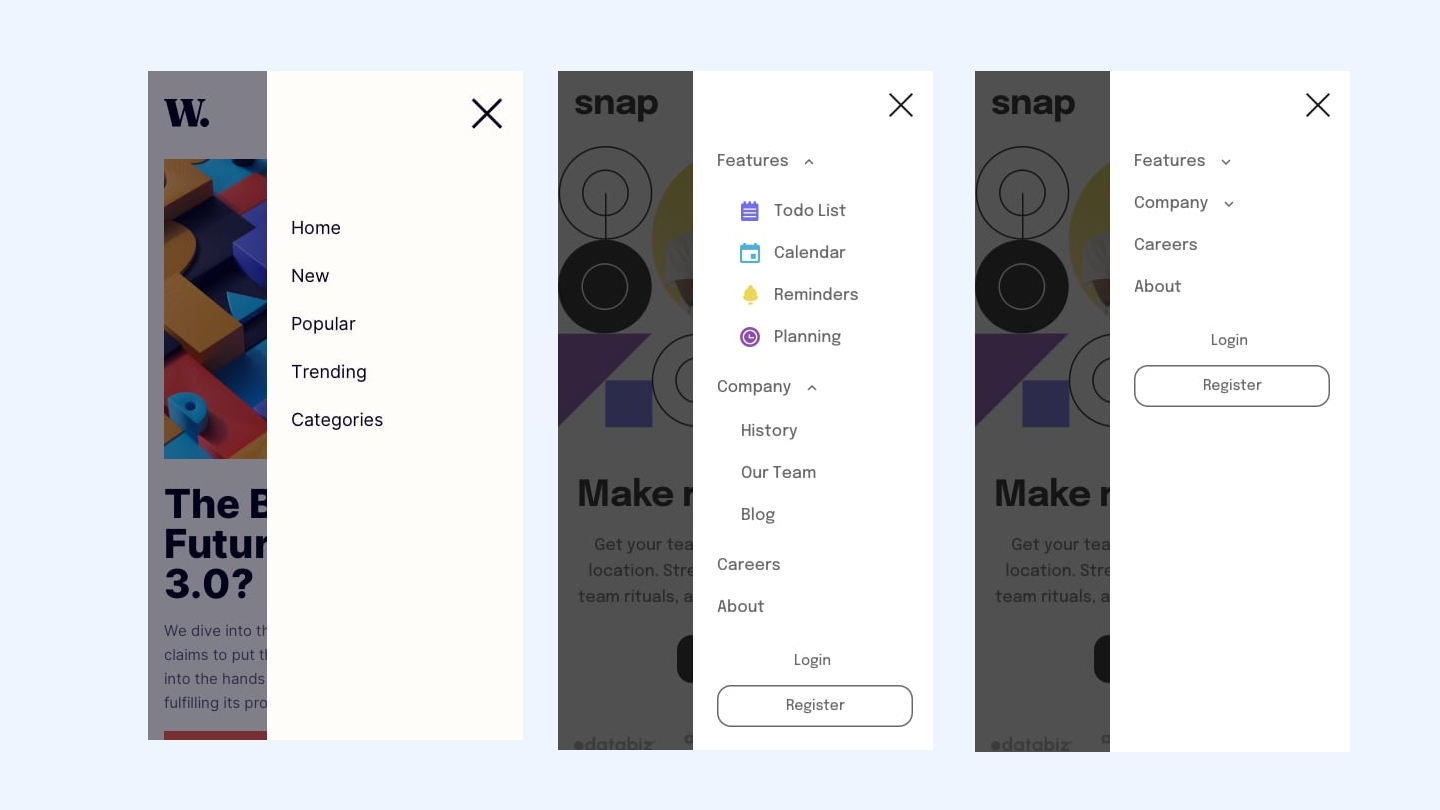 W.
Home
New
Popular
Trending
Categories
The B
Futur
3.0?
We dive into th
claims to put th
into the hands
fulfilling its pro
snap
Features
Todo List
Calendar
Reminders
Planning
Company
History
Our Team
Blog
Careers
About
Login
Register
Make
Get your tea
location. Stre
team rituals, a
databiz
snap
Features
Company
Careers
About
Login
Register
Make
Get your tea
location. Stre
team rituals, a
databiz